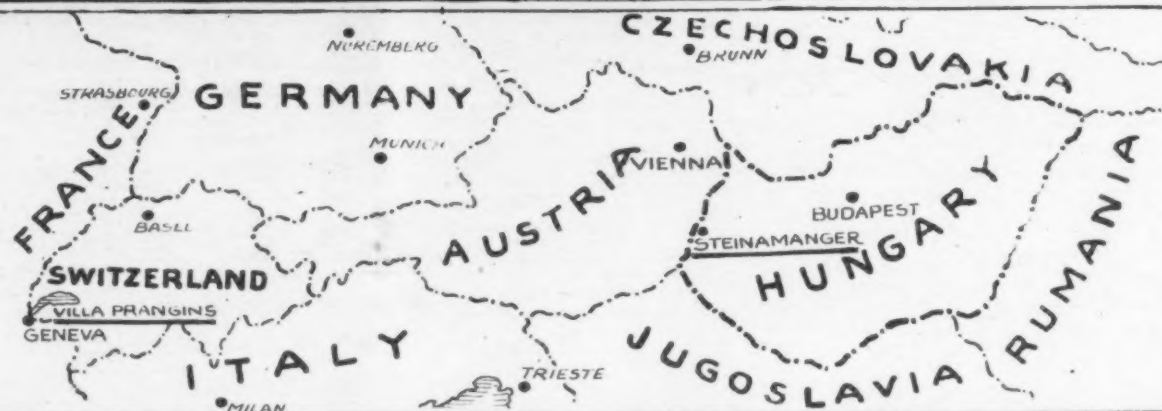 CZECHOSLOVAKIA
NUREMBERG
BRUNN
STRASBOURG
GERMANY
FRANCE
MUNICH
VIENNA
AUSTRIA
BASLE
BUDAPEST
STEINAMANGER
HUNGARY
RUMANIA
SWITZERLAND
VILLA PRANGINS
GENEVA
ITALY
JUGOSLAVIA
TRIESTE
MILAN